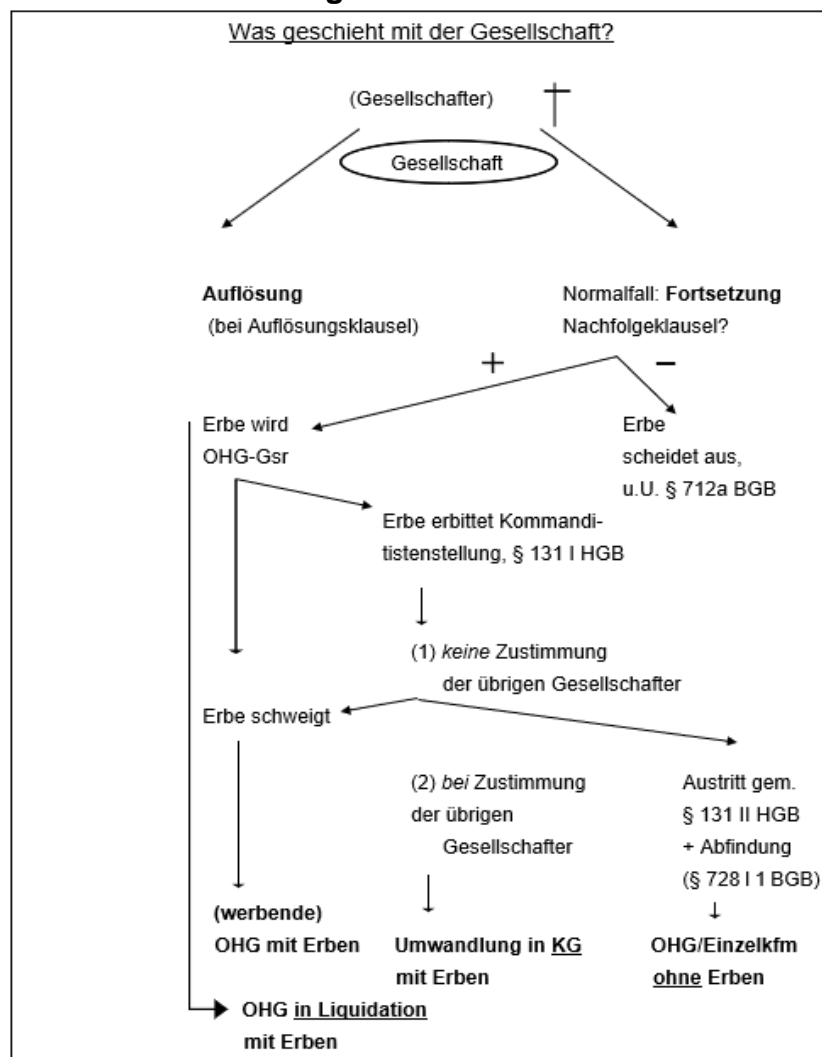 Was geschieht mit der Gesellschaft?
(Gesellschafter)
Gesellschaft
Auflösung
(bei Auflösungsklausel)
Normalfall: Fortsetzung
Nachfolgeklausel?
+
−
Erbe wird
OHG-Gsr
Erbe
scheidet aus,
u.U. § 712a BGB
Erbe erbittet Kommandi-
tistenstellung, § 131 I HGB
(1) keine Zustimmung
der übrigen Gesellschafter
Erbe schweigt
(2) bei Zustimmung
der übrigen
Gesellschafter
Austritt gem.
§ 131 II HGB
+ Abfindung
(§ 728 I 1 BGB)
(werbende)
OHG mit Erben
Umwandlung in KG
mit Erben
OHG/Einzelkfm
ohne Erben
OHG in Liquidation
mit Erben